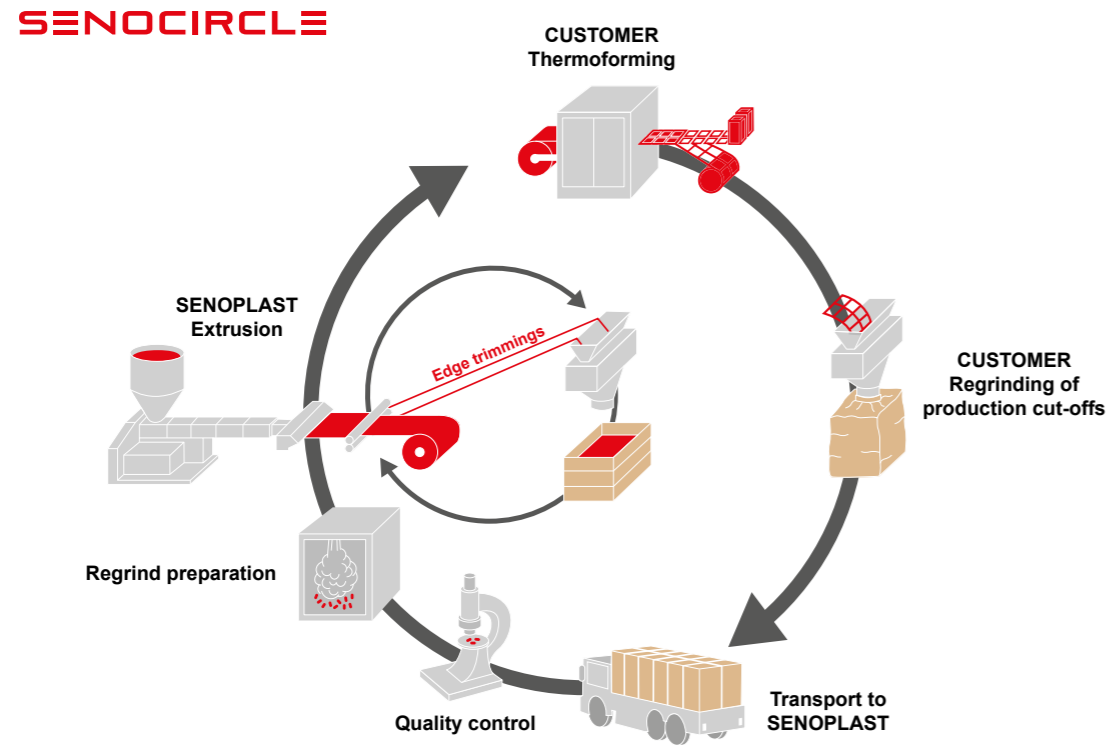 SENOCIRCLE
CUSTOMER
Thermoforming
SENOPLAST
Extrusion
Edge trimmings
CUSTOMER
Regrinding of
production cut-offs
Regrind preparation
Quality control
Transport to
SENOPLAST